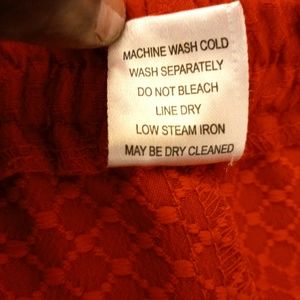 MACHINE WASH COLD
WASH SEPARATELY
DO NOT BLEACH
LINE DRY
LOW STEAM IRON
MAY BE DRY CLEANED